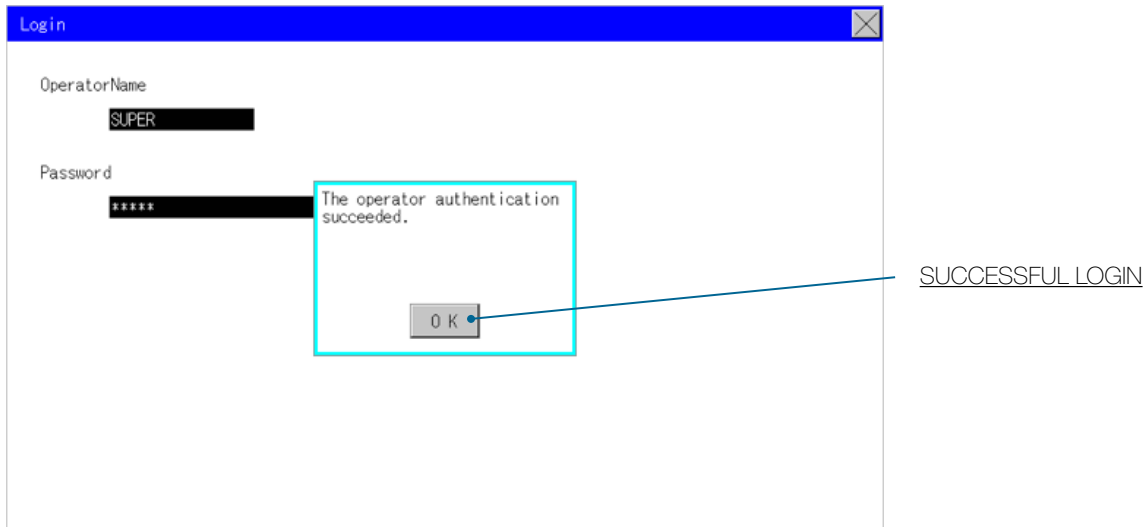 Login
OperatorName
SUPER
Password
*****
The operator authentication
succeeded.
OK
SUCCESSFUL LOGIN